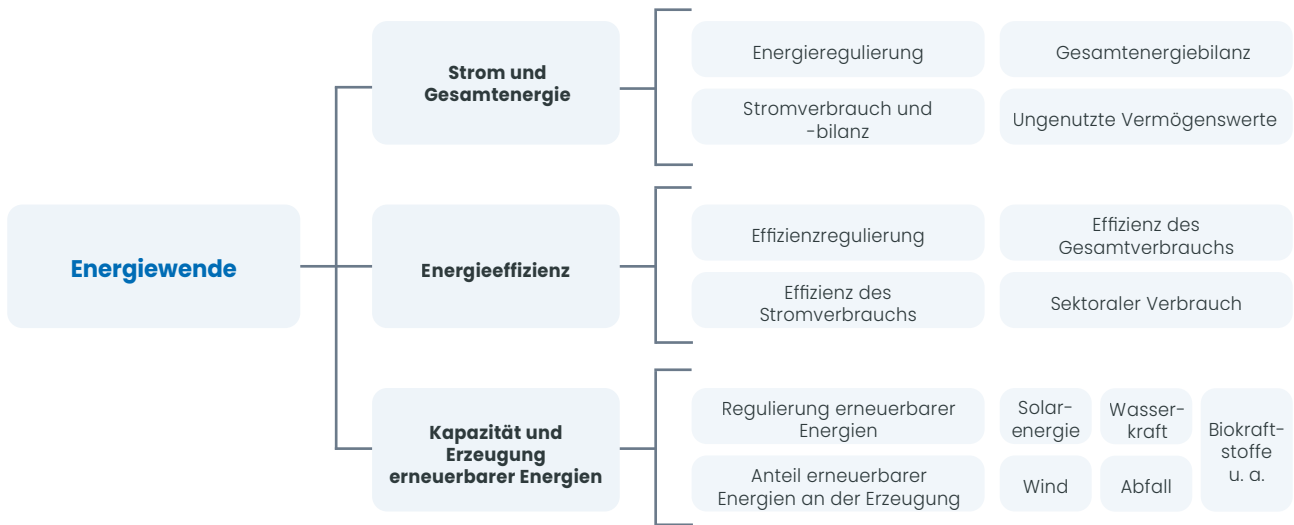 Energiewende
Strom und
Gesamtenergie
Energieregulierung
Gesamtenergiebilanz
Stromverbrauch und
-bilanz
Ungenutzte Vermögenswerte
Energieeffizienz
Effizienzregulierung
Effizienz des
Gesamtverbrauchs
Effizienz des
Stromverbrauchs
Sektoraler Verbrauch
Kapazität und
Erzeugung
erneuerbarer Energien
Regulierung erneuerbarer
Energien
Solar-
energie
Wasser-
kraft
Biokraft-
stoffe
u. a.
Anteil erneuerbarer
Energien an der Erzeugung
Wind
Abfall